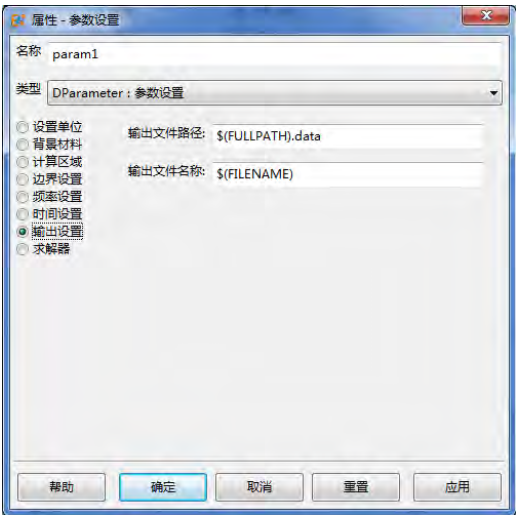 属性 - 参数设置
名称 param1
类型 DParameter : 参数设置
设置单位
背景材料
计算区域
边界设置
频率设置
时间设置
输出设置
求解器
输出文件路径: $(FULLPATH).data
输出文件名称: $(FILENAME)
帮助 确定 取消 重置 应用